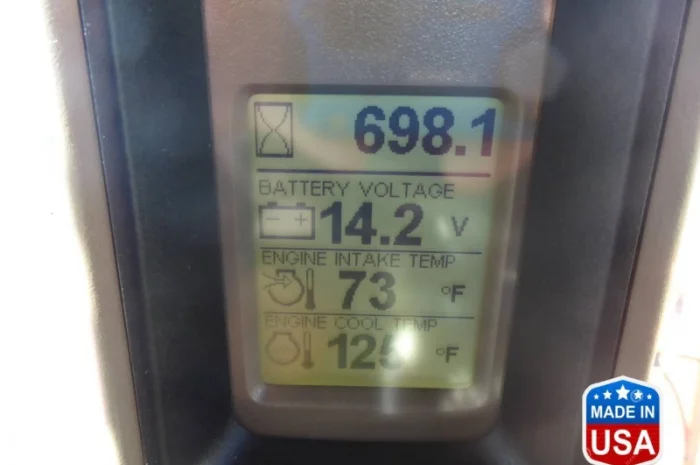 698.1
BATTERY VOLTAGE
- + 14.2 V
ENGINE INTAKE TEMP
73 °F
ENGINE COOL TEMP
125 °F
MADE IN
USA